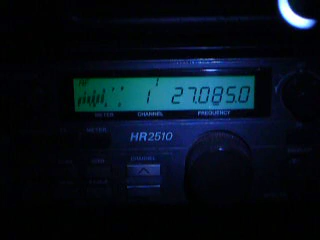 1 27.085.0
METER CHANNEL FREQUENCY
METER HR2510
CHANNEL